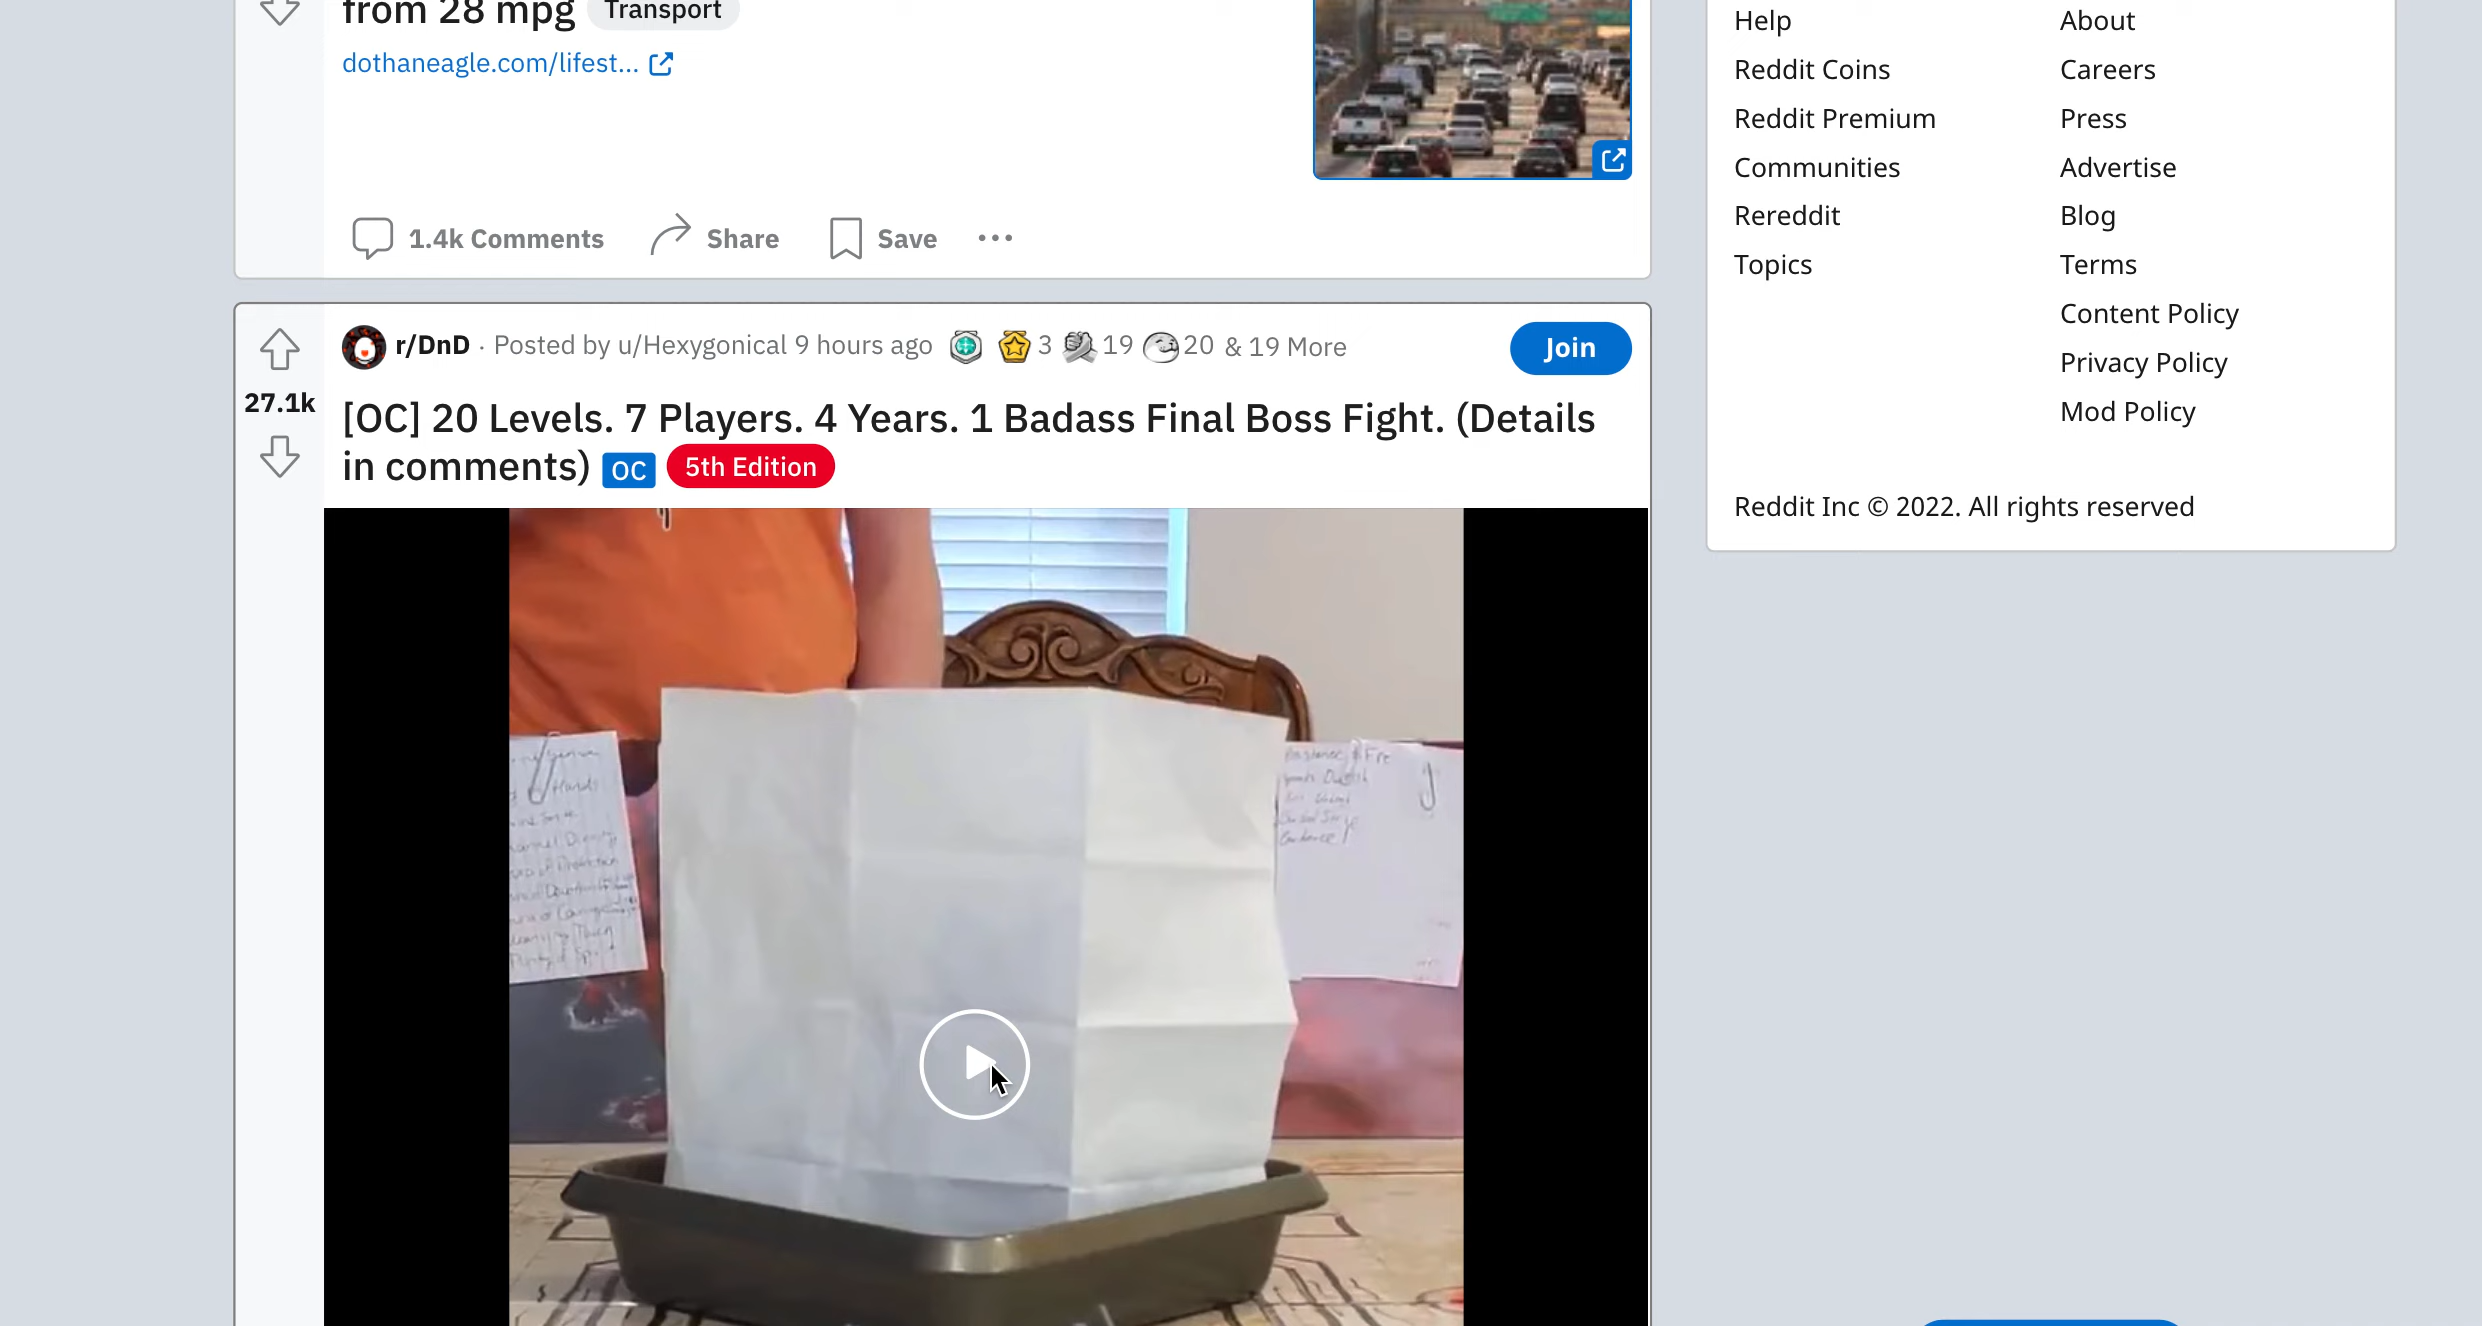 from 28 mpg Transport
dothaneagle.com/lifest...
1.4k Comments Share Save
r/DnD · Posted by u/Hexygonical 9 hours ago 3 19 20 & 19 More Join
27.1k
[OC] 20 Levels. 7 Players. 4 Years. 1 Badass Final Boss Fight. (Details
in comments) OC 5th Edition
Hands
Help About
Reddit Coins Careers
Reddit Premium Press
Communities Advertise
Rereddit Blog
Topics Terms
Content Policy
Privacy Policy
Mod Policy
Reddit Inc © 2022. All rights reserved